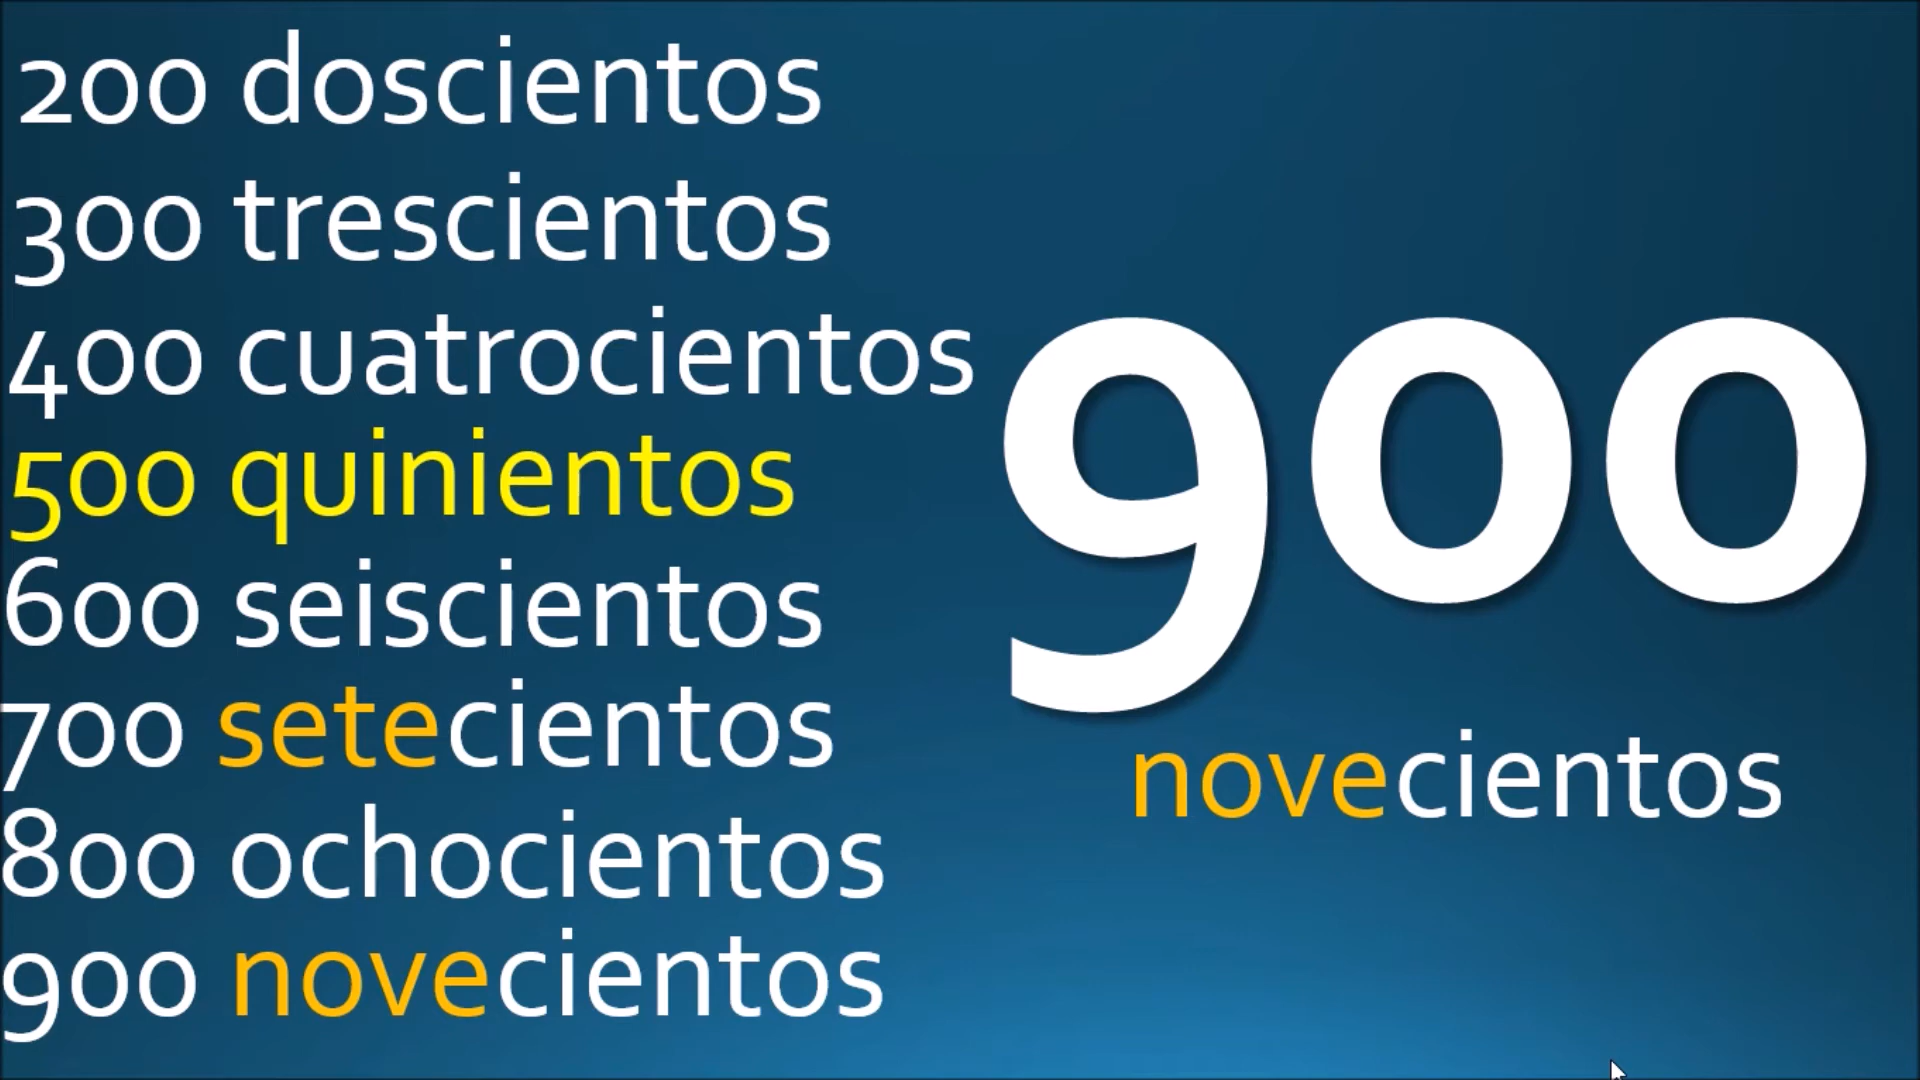 200 doscientos
300 trescientos
400 cuatrocientos
500 quinientos
600 seiscientos
700 setecientos
800 ochocientos
900 novecientos
900
novecientos